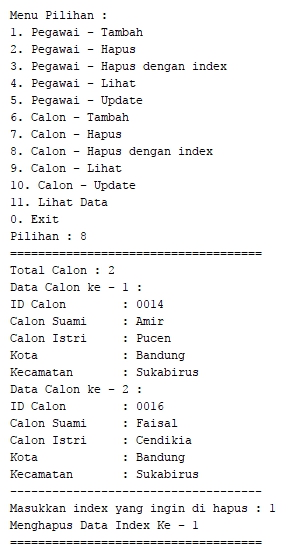 Menu Pilihan :
1. Pegawai - Tambah
2. Pegawai - Hapus
3. Pegawai - Hapus dengan index
4. Pegawai - Lihat
5. Pegawai - Update
6. Calon - Tambah
7. Calon - Hapus
8. Calon - Hapus dengan index
9. Calon - Lihat
10. Calon - Update
11. Lihat Data
0. Exit
Pilihan : 8
====================================
Total Calon : 2
Data Calon ke - 1 :
ID Calon        : 0014
Calon Suami     : Amir
Calon Istri     : Pucen
Kota            : Bandung
Kecamatan       : Sukabirus
Data Calon ke - 2 :
ID Calon        : 0016
Calon Suami     : Faisal
Calon Istri     : Cendikia
Kota            : Bandung
Kecamatan       : Sukabirus
------------------------------------
Masukkan index yang ingin di hapus : 1
Menghapus Data Index Ke - 1
====================================